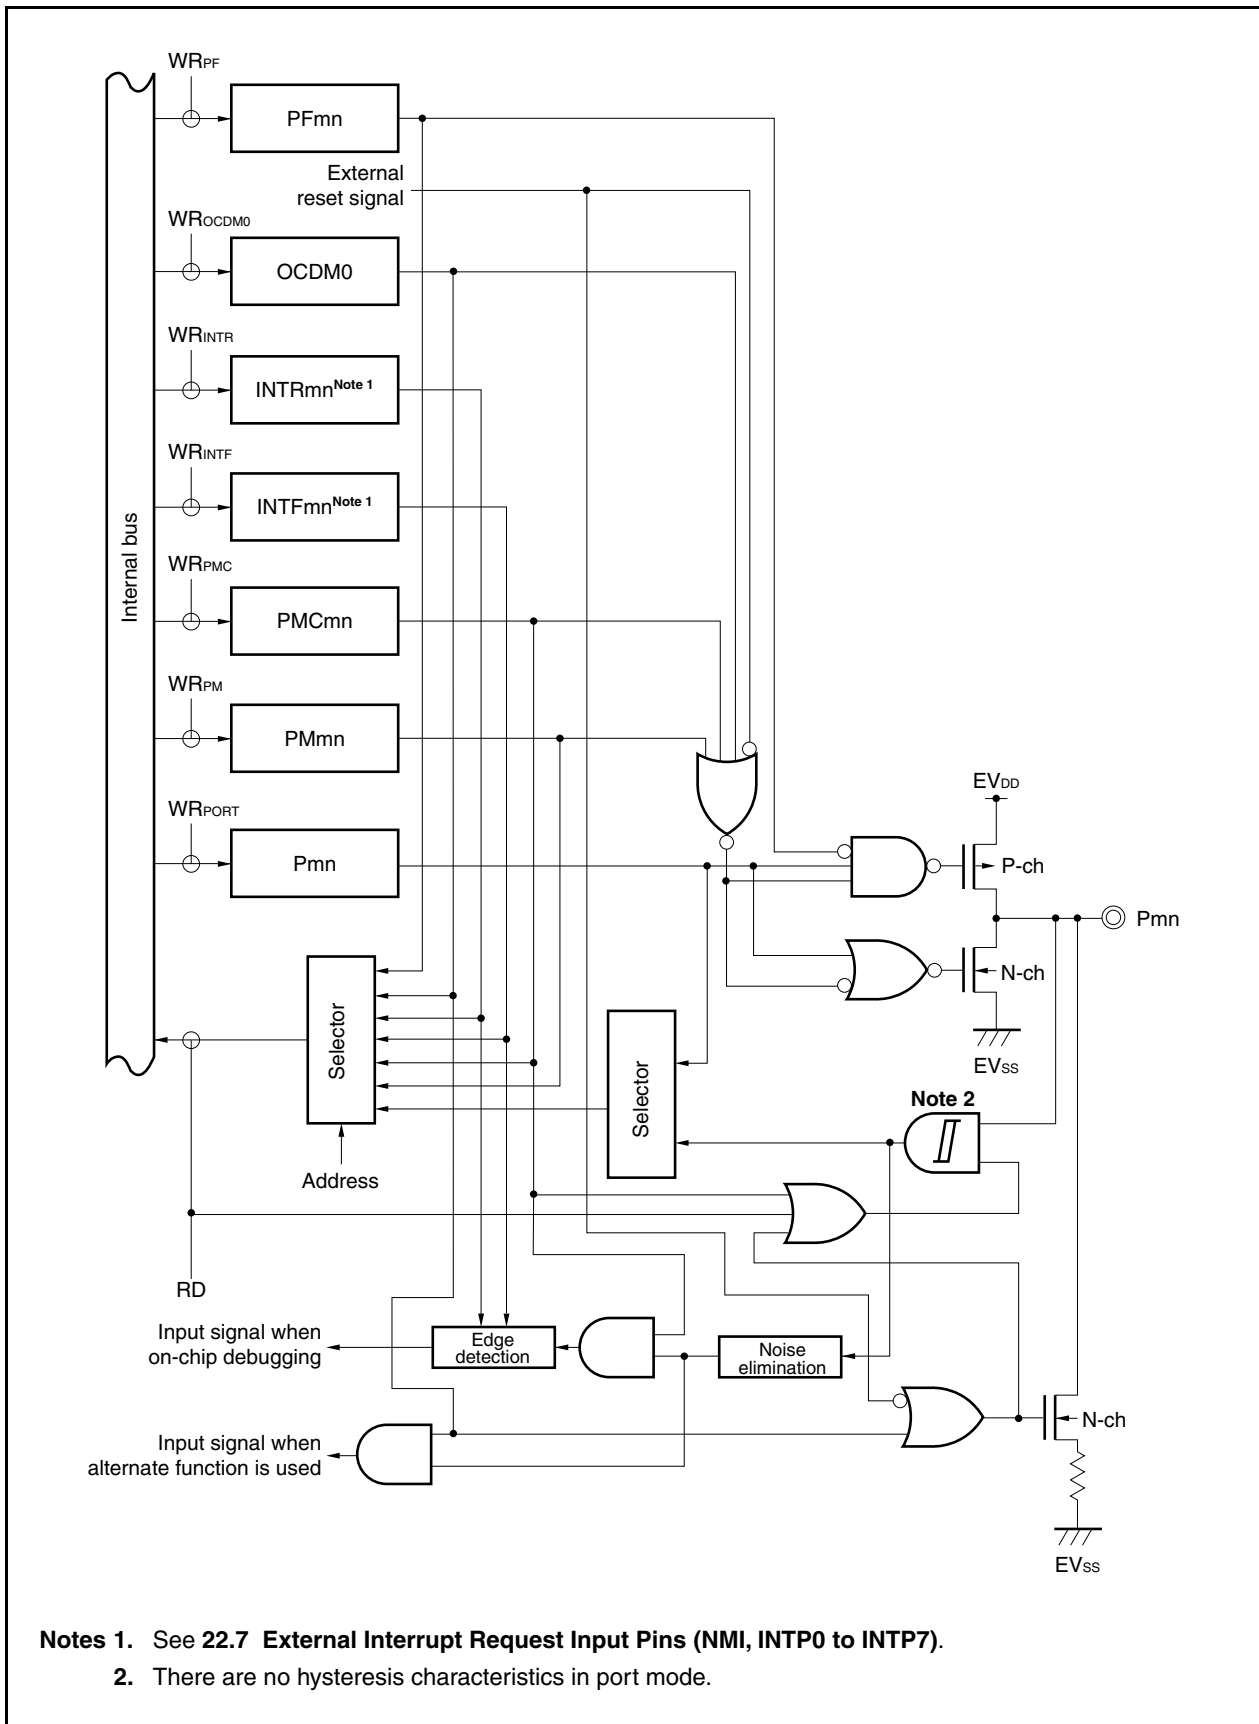 WRPF
PFmn
External
reset signal
WROCDM0
OCDM0
WRINTR
INTRmnNote 1
WRINTF
INTFmnNote 1
Internal bus
WRPMC
PMCmn
WRPM
PMmn
WRPORT
Pmn
EVDD
P-ch
Pmn
N-ch
EVSS
Selector
Selector
Note 2
Address
RD
Input signal when
on-chip debugging
Edge
detection
Noise
elimination
N-ch
Input signal when
alternate function is used
EVSS
Notes 1. See 22.7 External Interrupt Request Input Pins (NMI, INTP0 to INTP7).
2. There are no hysteresis characteristics in port mode.